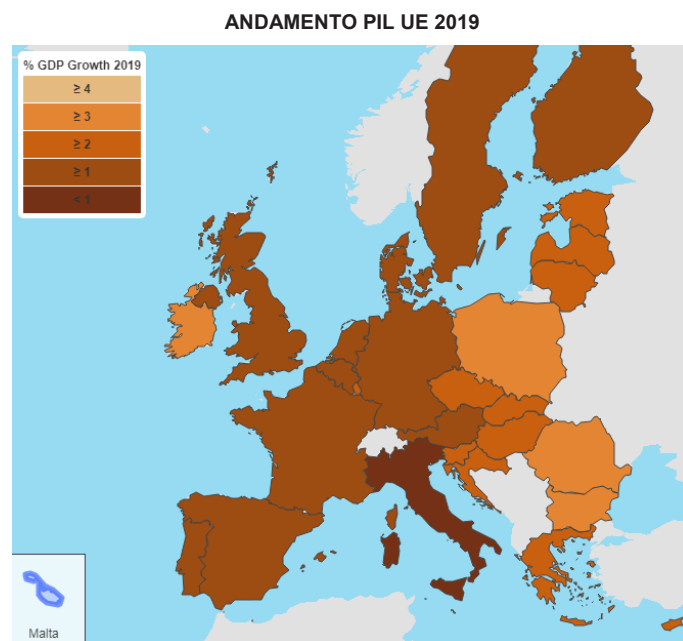 ANDAMENTO PIL UE 2019
% GDP Growth 2019
≥ 4
≥ 3
≥ 2
≥ 1
< 1
Malta